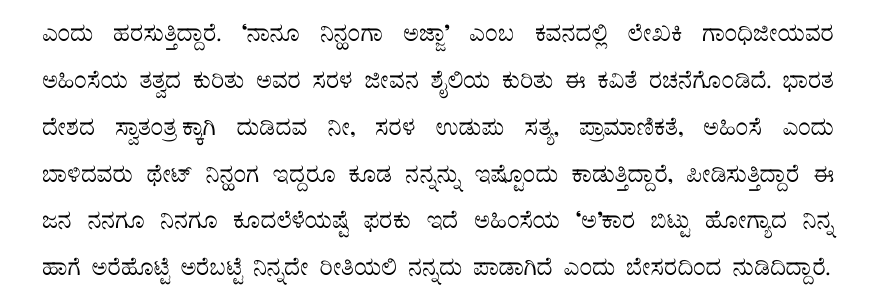 ಎಂದು ಹರಸುತ್ತಿದ್ದಾರೆ. ‘ನಾನೂ ನಿನ್ಹಂಗಾ ಅಜ್ಜಾ’ ಎಂಬ ಕವನದಲ್ಲಿ ಲೇಖಕಿ ಗಾಂಧಿಜೀಯವರ
ಅಹಿಂಸೆಯ ತತ್ವದ ಕುರಿತು ಅವರ ಸರಳ ಜೀವನ ಶೈಲಿಯ ಕುರಿತು ಈ ಕವಿತೆ ರಚನೆಗೊಂಡಿದೆ. ಭಾರತ
ದೇಶದ ಸ್ವಾತಂತ್ರಕ್ಕಾಗಿ ದುಡಿದವ ನೀ, ಸರಳ ಉಡುಪು ಸತ್ಯ, ಪ್ರಾಮಾಣಿಕತೆ, ಅಹಿಂಸೆ ಎಂದು
ಬಾಳಿದವರು ಥೇಟ್ ನಿನ್ಹಂಗ ಇದ್ದರೂ ಕೂಡ ನನ್ನನ್ನು ಇಷ್ಟೊಂದು ಕಾಡುತ್ತಿದ್ದಾರೆ, ಪೀಡಿಸುತ್ತಿದ್ದಾರೆ ಈ
ಜನ ನನಗೂ ನಿನಗೂ ಕೂದಲೆಳೆಯಷ್ಟೆ ಫರಕು ಇದೆ ಅಹಿಂಸೆಯ ‘ಅ’ಕಾರ ಬಿಟ್ಟು ಹೋಗ್ಯಾದ ನಿನ್ನ
ಹಾಗೆ ಅರೆಹೊಟ್ಟೆ ಅರೆಬಟ್ಟೆ ನಿನ್ನದೇ ರೀತಿಯಲಿ ನನ್ನದು ಪಾಡಾಗಿದೆ ಎಂದು ಬೇಸರದಿಂದ ನುಡಿದಿದ್ದಾರೆ.